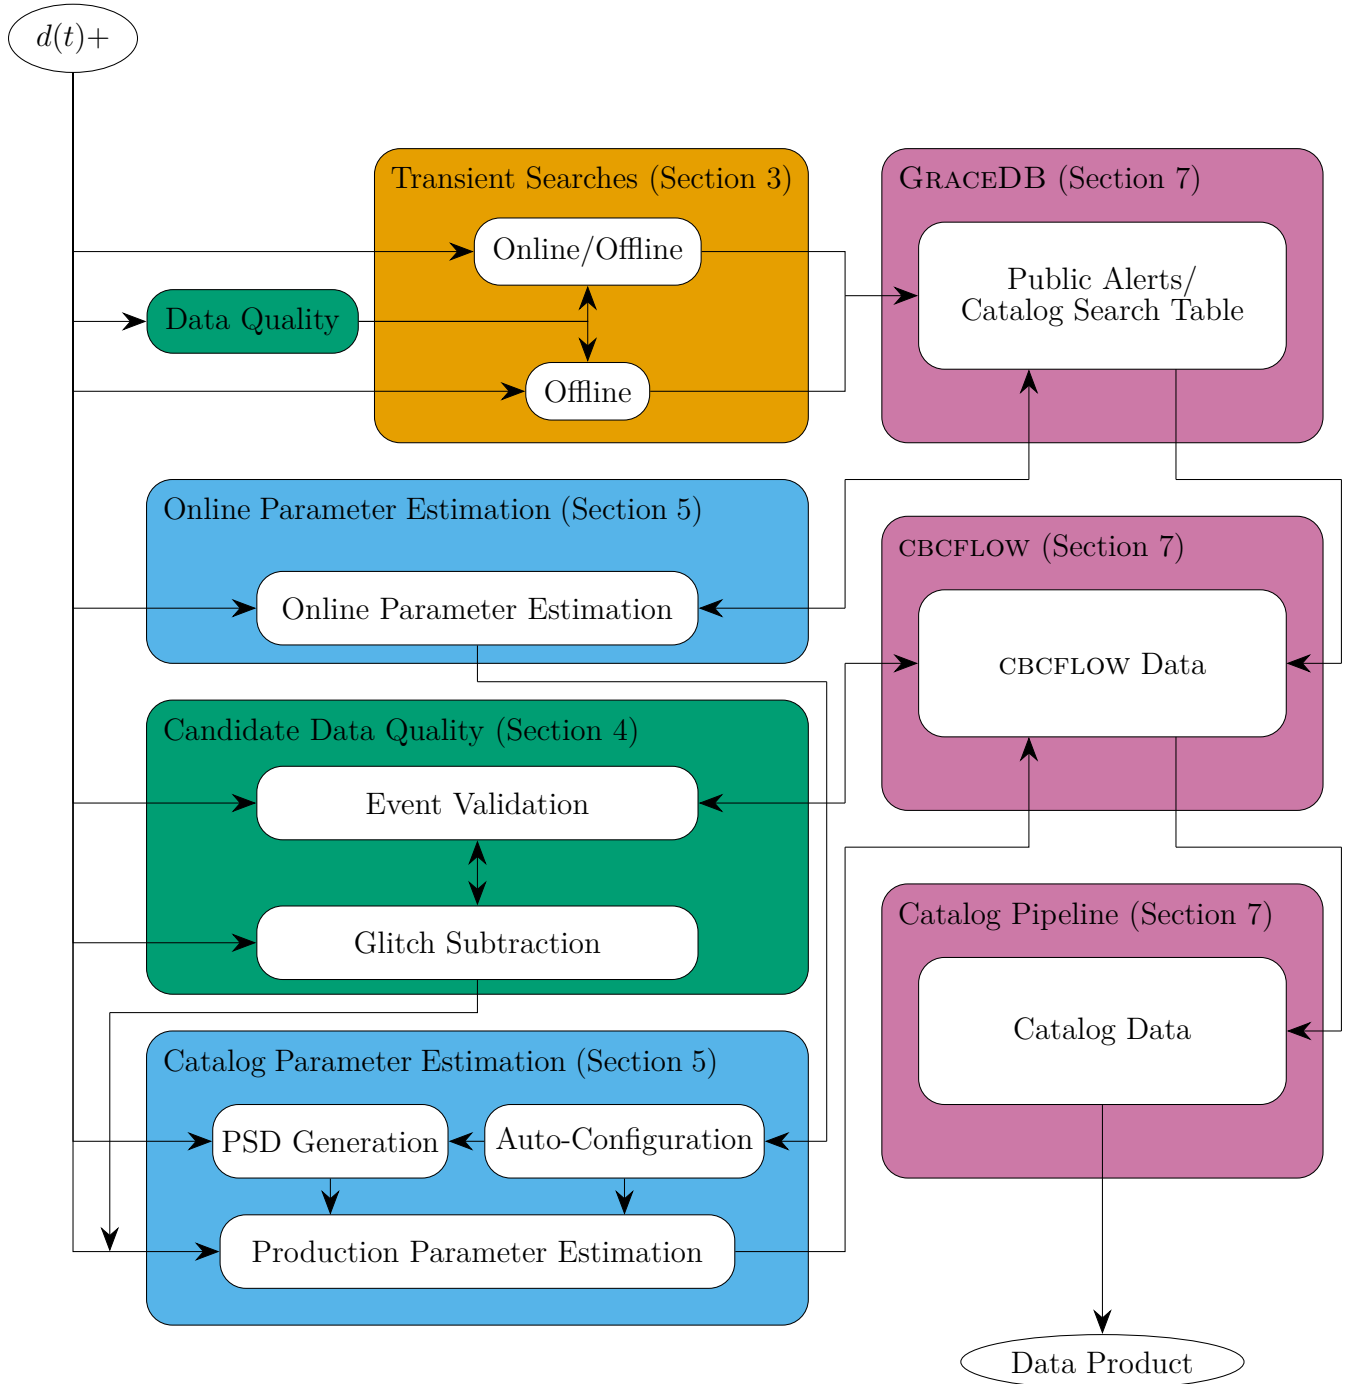 d(t)+
Transient Searches (Section 3)
Online/Offline
Data Quality
Offline
GRACEDB (Section 7)
Public Alerts/
Catalog Search Table
Online Parameter Estimation (Section 5)
Online Parameter Estimation
CBCFLOW (Section 7)
CBCFLOW Data
Candidate Data Quality (Section 4)
Event Validation
Glitch Subtraction
Catalog Pipeline (Section 7)
Catalog Data
Catalog Parameter Estimation (Section 5)
PSD Generation
Auto-Configuration
Production Parameter Estimation
Data Product